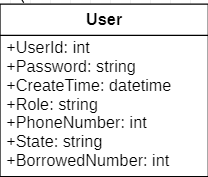 User
+UserId: int
+Password: string
+CreateTime: datetime
+Role: string
+PhoneNumber: int
+State: string
+BorrowedNumber: int